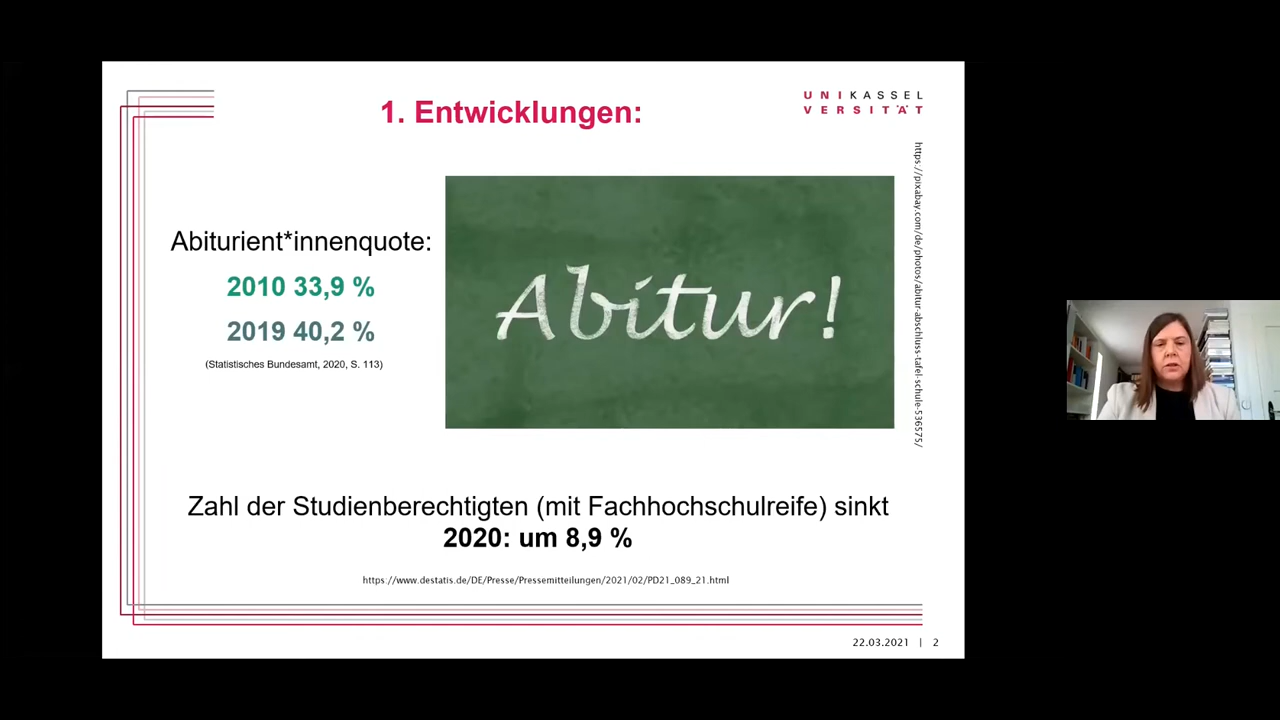 1. Entwicklungen:
UNIKASSEL
VERSITÄT
https://pixabay.com/de/photos/abitur-abschluss-tafel-schule-536575/
Abiturient*innenquote:
2010 33,9 %
2019 40,2 %
(Statistisches Bundesamt, 2020, S. 113)
Abitur!
Zahl der Studienberechtigten (mit Fachhochschulreife) sinkt
2020: um 8,9 %
https://www.destatis.de/DE/Presse/Pressemitteilungen/2021/02/PD21_089_21.html
22.03.2021 | 2